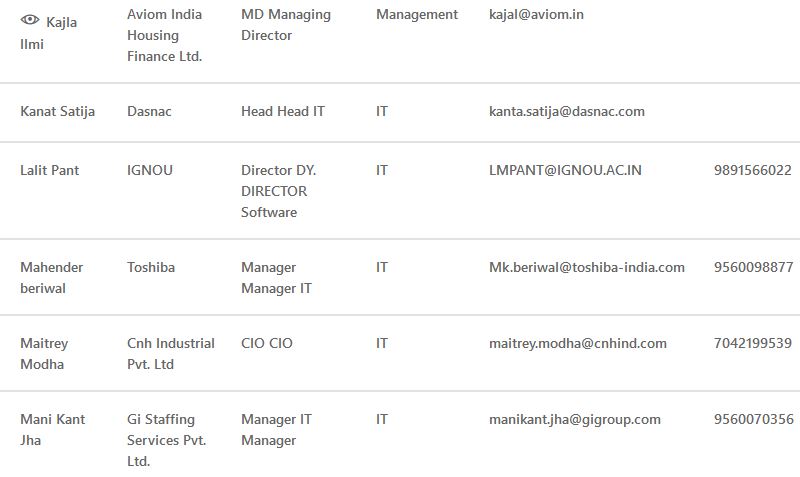 Kajla Ilmi Aviom India Housing Finance Ltd. MD Managing Director Management kajal@aviom.in
Kanat Satija Dasnac Head Head IT IT kanta.satija@dasnac.com
Lalit Pant IGNOU Director DY. DIRECTOR Software IT LMPANT@IGNOU.AC.IN 9891566022
Mahender beriwal Toshiba Manager Manager IT IT Mk.beriwal@toshiba-india.com 9560098877
Maitrey Modha Cnh Industrial Pvt. Ltd CIO CIO IT maitrey.modha@cnhind.com 7042199539
Mani Kant Jha Gi Staffing Services Pvt. Ltd. Manager IT Manager IT manikant.jha@gigroup.com 9560070356